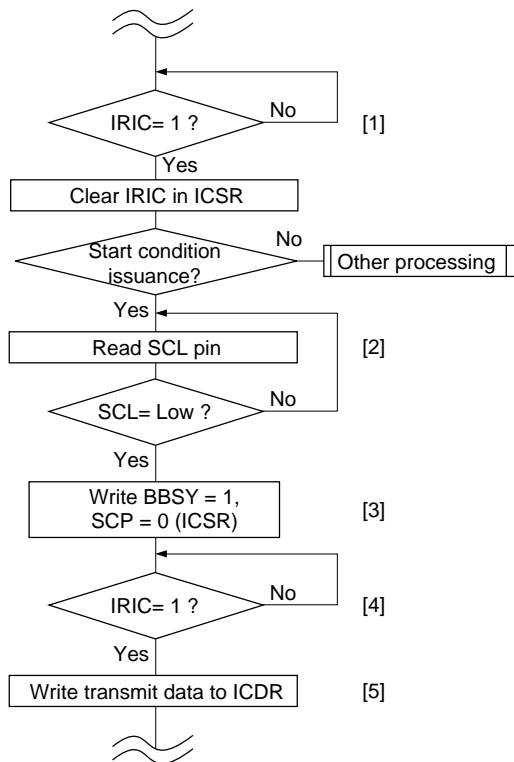 IRIC= 1 ?
No
[1]
Yes
Clear IRIC in ICSR
Start condition
issuance?
No
Other processing
Yes
Read SCL pin
[2]
SCL= Low ?
No
Yes
Write BBSY = 1,
SCP = 0 (ICSR)
[3]
IRIC= 1 ?
No
[4]
Yes
Write transmit data to ICDR
[5]